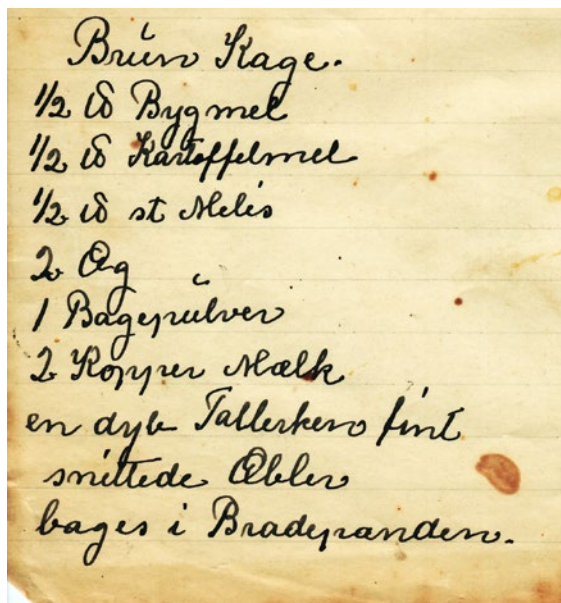 Brun Kage.
1/2 ℔ Bygmel
1/2 ℔ Kartoffelmel
1/2 ℔ st Melis
2 Æg
1 Bagepulver
2 Kopper Mælk
en dyb Tallerken fint
snittede Æbler
bages i Bradepanden.